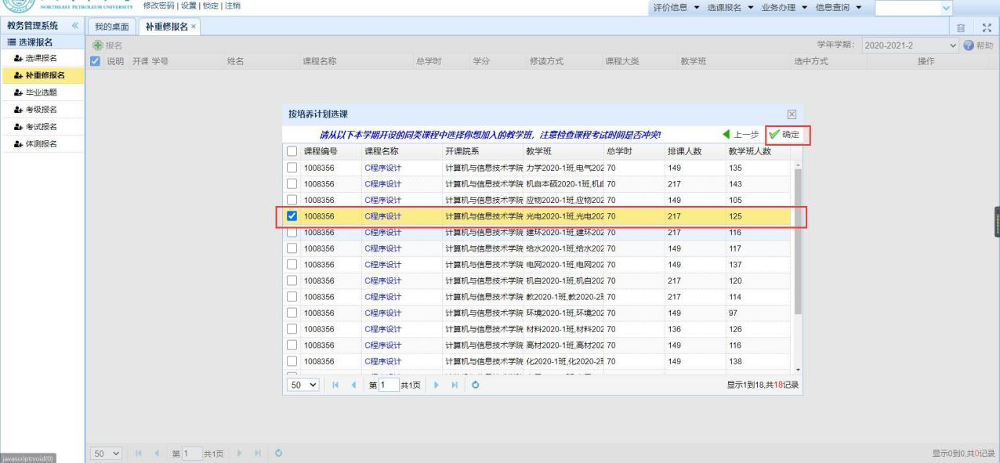 NORTHEAST PETROLEUM UNIVERSITY 修改密码 | 设置 | 锁定 | 注销 评价信息 选课报名 业务办理 信息查询
教务管理系统 « 我的桌面 补重修报名 ×
选课报名
选课报名
补重修报名
毕业选题
考级报名
考试报名
体测报名
报名 学年学期: 2020-2021-2 帮助
说明 开课 学号 姓名 课程名称 总学时 学分 修读方式 课程大类 教学班 选中方式 操作
按培养计划选课
请从以下本学期开设的同类课程中选择你想加入的教学班，注意检查课程考试时间是否冲突! 上一步 确定
课程编号 课程名称 开课院系 教学班 总学时 排课人数 教学班人数
1008356 C程序设计 计算机与信息技术学院 力学2020-1班,电气202 70 149 135
1008356 C程序设计 计算机与信息技术学院 机自本硕2020-1班,机自 70 217 143
1008356 C程序设计 计算机与信息技术学院 应物2020-1班,应物202 70 149 105
1008356 C程序设计 计算机与信息技术学院 光电2020-1班,光电202 70 217 125
1008356 C程序设计 计算机与信息技术学院 建环2020-1班,建环202 70 217 116
1008356 C程序设计 计算机与信息技术学院 给水2020-1班,给水202 70 149 117
1008356 C程序设计 计算机与信息技术学院 电网2020-1班,电网202 70 149 137
1008356 C程序设计 计算机与信息技术学院 机自2020-1班,机自202 70 217 120
1008356 C程序设计 计算机与信息技术学院 教2020-1班,教2020-2班 70 217 114
1008356 C程序设计 计算机与信息技术学院 环境2020-1班,环境202 70 149 97
1008356 C程序设计 计算机与信息技术学院 材料2020-1班,材料202 70 136 126
1008356 C程序设计 计算机与信息技术学院 高材2020-1班,高材202 70 149 116
1008356 C程序设计 计算机与信息技术学院 化2020-1班,化2020-2班 70 149 138
50 第 1 共1页 显示1到18,共18记录
50 第 1 共1页 显示0到0,共0记录
javascript:void(0)